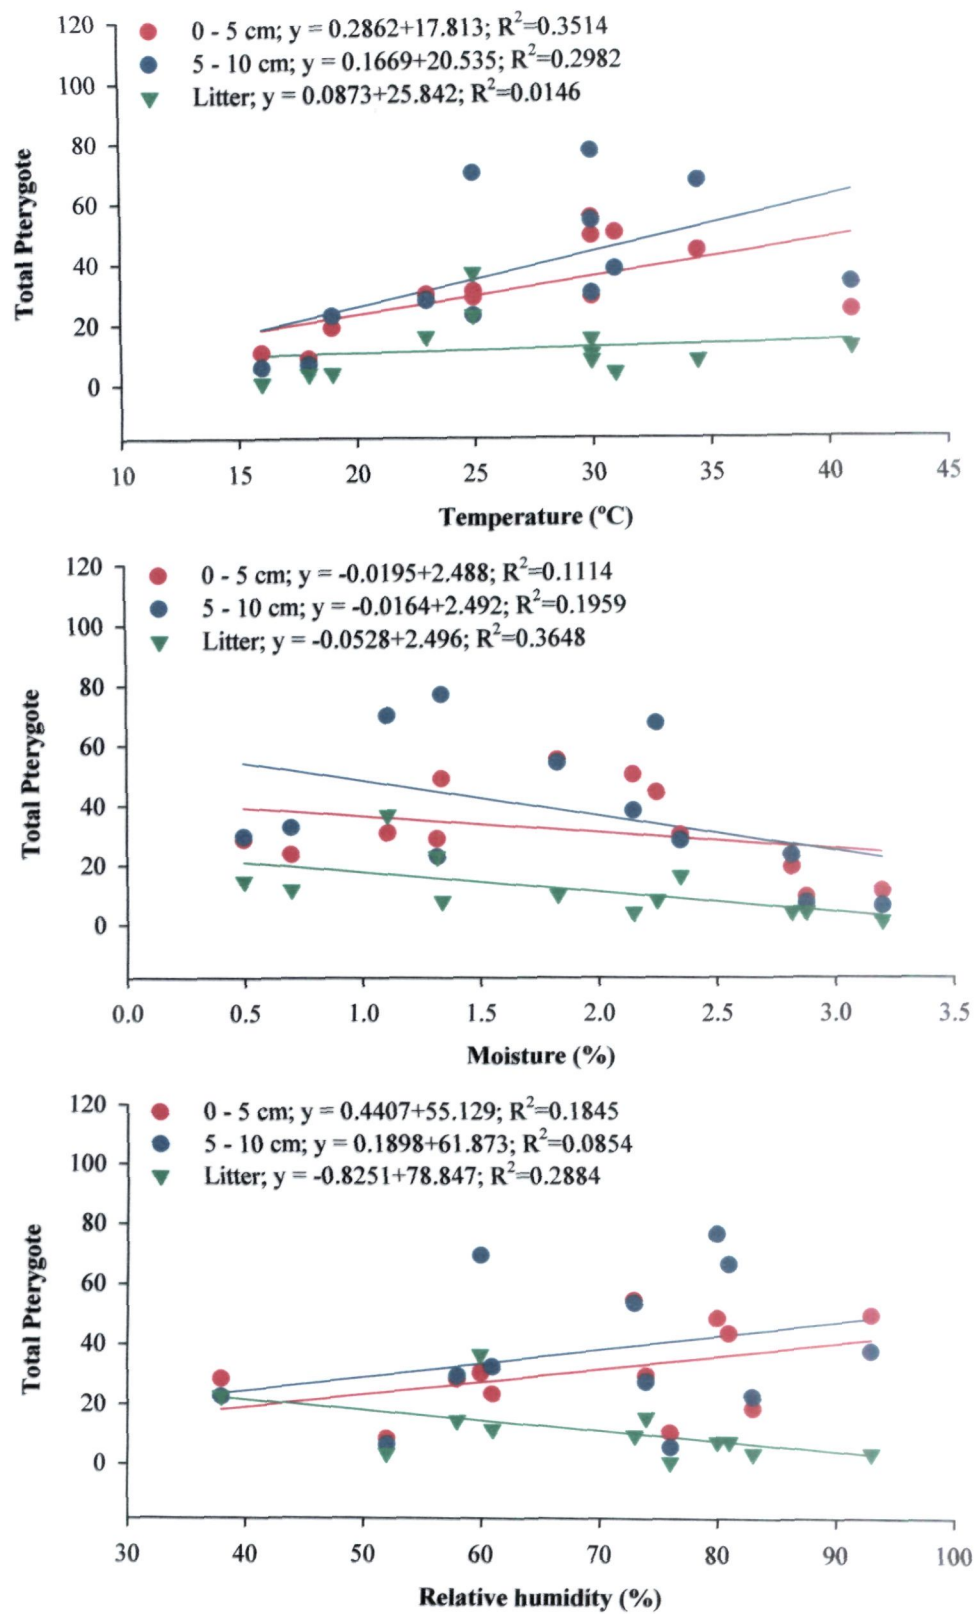 120
0 - 5 cm; y = 0.2862+17.813; R²=0.3514
5 - 10 cm; y = 0.1669+20.535; R²=0.2982
100
Litter; y = 0.0873+25.842; R²=0.0146
80
60
40
20
0
Total Pterygote
10 15 20 25 30 35 40 45
Temperature (ºC)
120
0 - 5 cm; y = -0.0195+2.488; R²=0.1114
5 - 10 cm; y = -0.0164+2.492; R²=0.1959
100
Litter; y = -0.0528+2.496; R²=0.3648
80
60
40
20
0
Total Pterygote
0.0 0.5 1.0 1.5 2.0 2.5 3.0 3.5
Moisture (%)
120
0 - 5 cm; y = 0.4407+55.129; R²=0.1845
5 - 10 cm; y = 0.1898+61.873; R²=0.0854
100
Litter; y = -0.8251+78.847; R²=0.2884
80
60
40
20
0
Total Pterygote
30 40 50 60 70 80 90 100
Relative humidity (%)